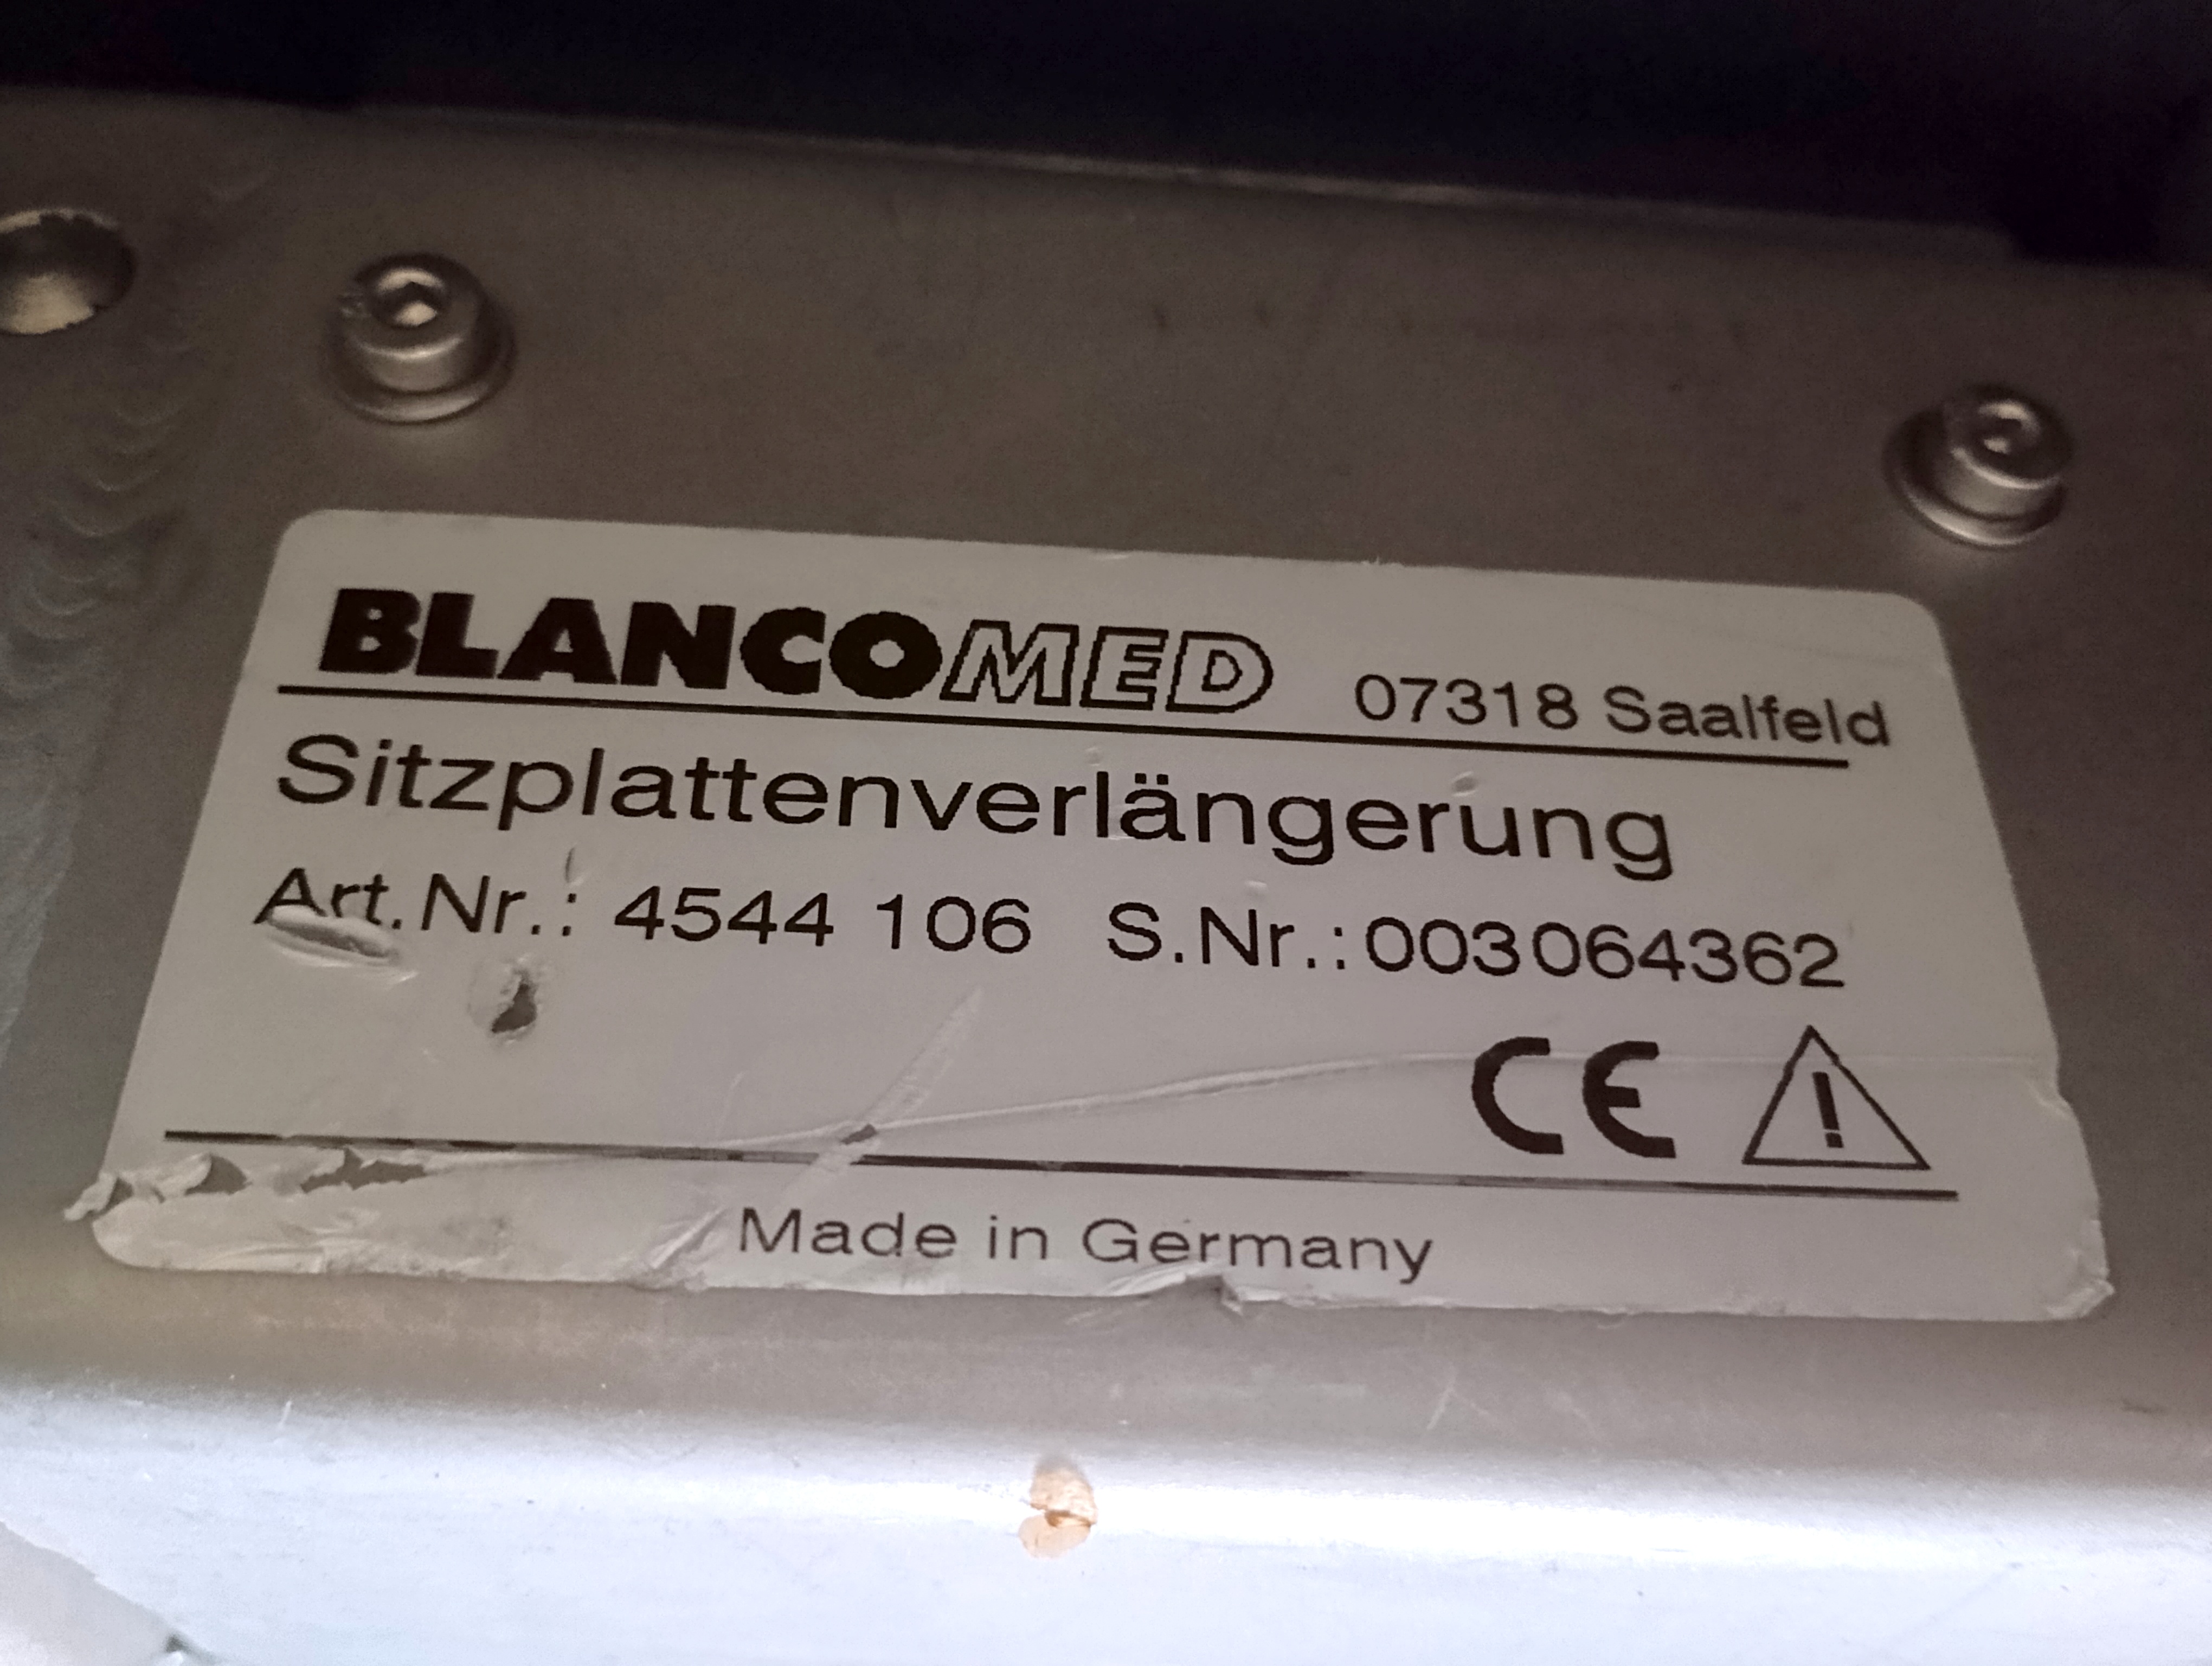 BLANCOMED 07318 Saalfeld
Sitzplattenverlängerung
Art.Nr.: 4544 106 S.Nr.:003064362
CE !
Made in Germany